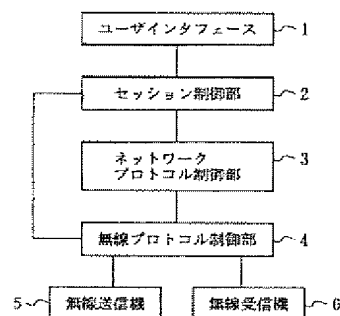 ユーザインタフェース
1
セッション制御部
2
ネットワーク
プロトコル制御部
3
無線プロトコル制御部
4
5
無線送信機
無線受信機
6